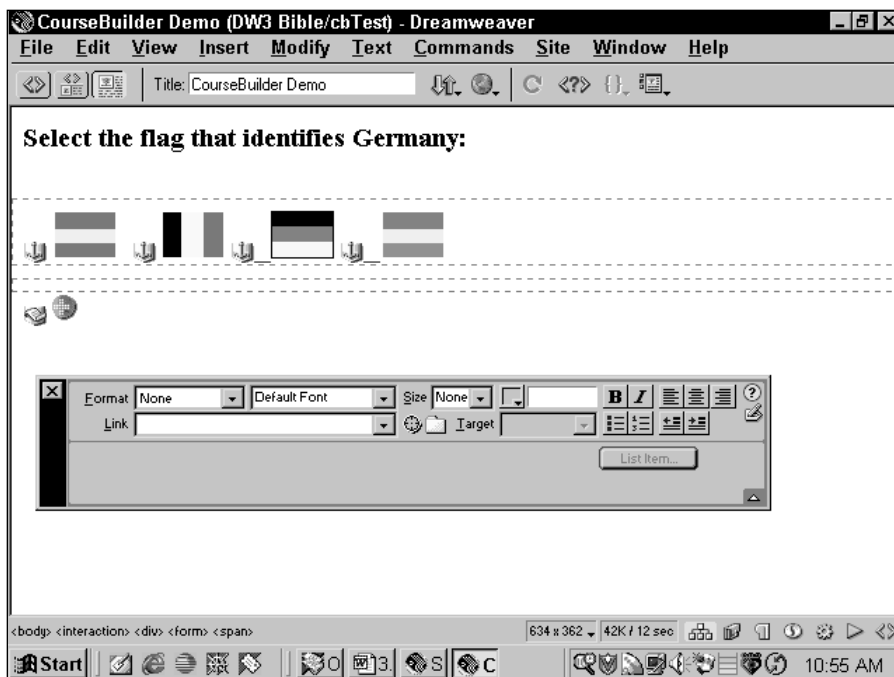 CourseBuilder Demo (DW3 Bible/cbTest) - Dreamweaver
File Edit View Insert Modify Text Commands Site Window Help
Title: CourseBuilder Demo
Select the flag that identifies Germany:
Format None Default Font Size None B I
Link Target
List Item...
<body> <interaction> <div> <form> <span> 634 x 362 42K / 12 sec
Start O 3. S C 10:55 AM